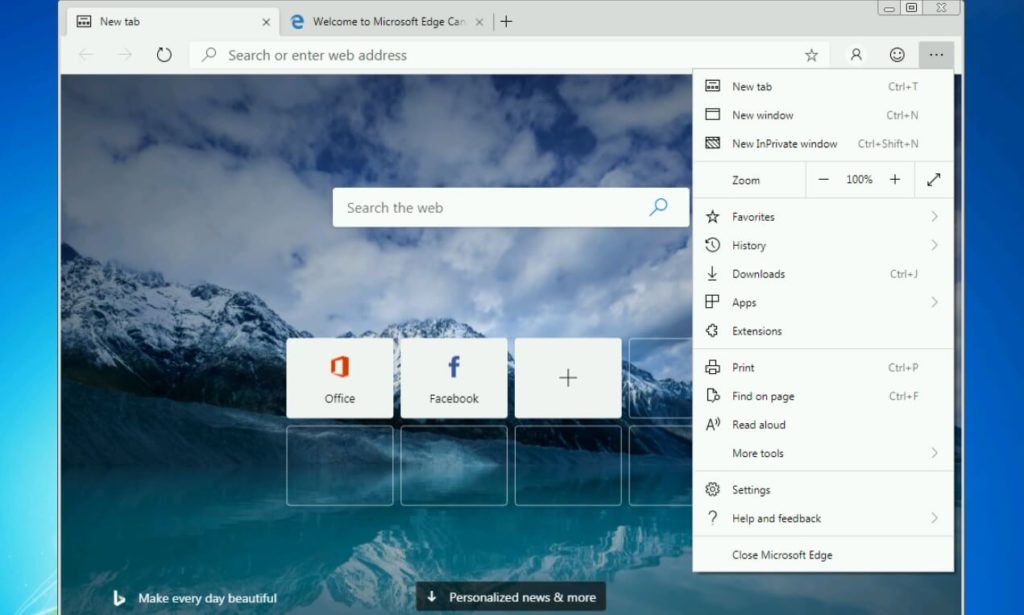 New tab
Welcome to Microsoft Edge Can
Search or enter web address
New tab Ctrl+T
New window Ctrl+N
New InPrivate window Ctrl+Shift+N
Zoom 100%
Favorites
History
Downloads Ctrl+J
Apps
Extensions
Print Ctrl+P
Find on page Ctrl+F
Read aloud
More tools
Settings
Help and feedback
Close Microsoft Edge
Search the web
Office
Facebook
Make every day beautiful
Personalized news & more